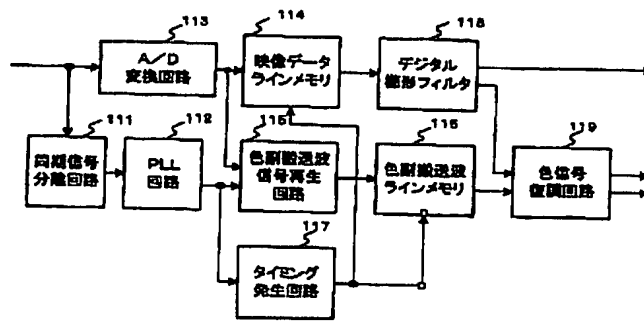 113
A/D
変換回路
114
映像データ
ラインメモリ
118
デジタル
櫛形フィルタ
111
同期信号
分離回路
112
PLL
回路
115
色副搬送波
信号再生
回路
116
色副搬送波
ラインメモリ
119
色信号
復調回路
117
タイミング
発生回路